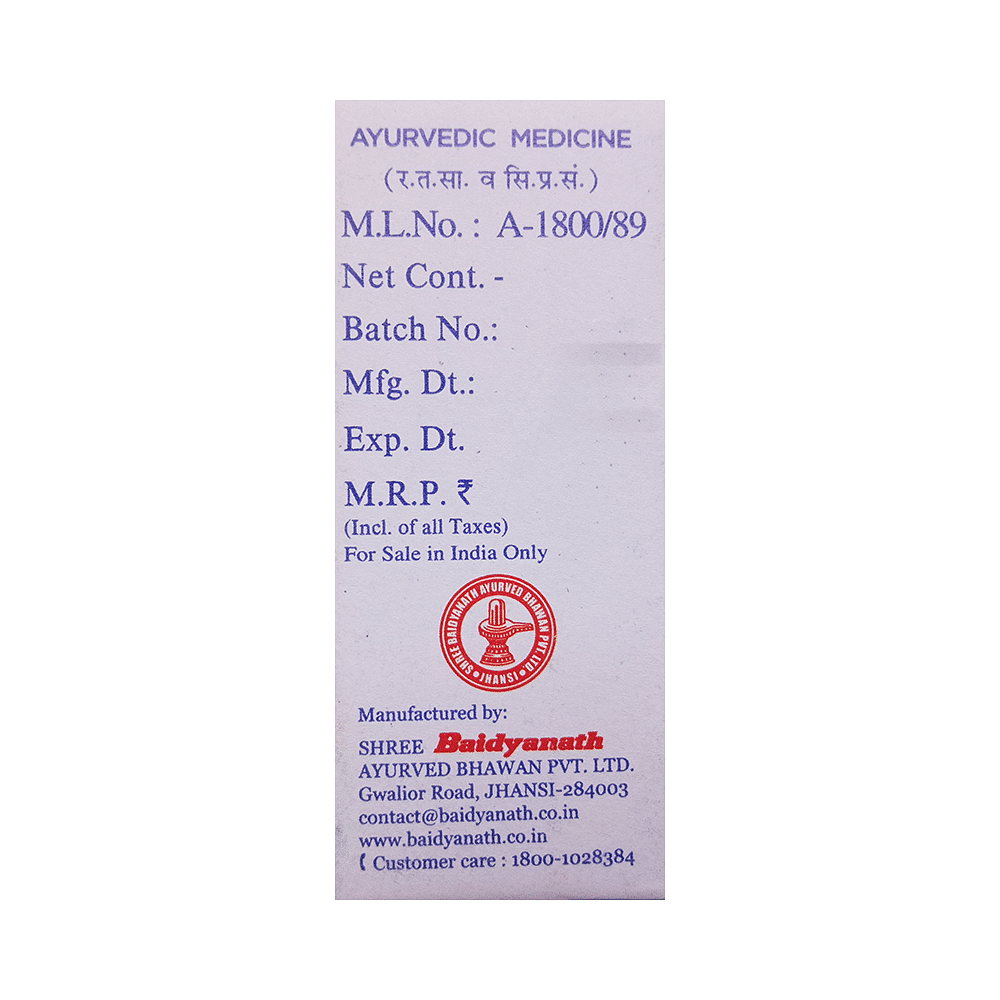 AYURVEDIC MEDICINE
(र.त.सा. व सि.प्र.सं.)
M.L.No. : A-1800/89
Net Cont. -
Batch No.:
Mfg. Dt.:
Exp. Dt.
M.R.P. ₹
(Incl. of all Taxes)
For Sale in India Only
SHREE BAIDYANATH AYURVED BHAWAN PVT. LTD.
• JHANSI •
Manufactured by:
SHREE Baidyanath
AYURVED BHAWAN PVT. LTD.
Gwalior Road, JHANSI-284003
contact@baidyanath.co.in
www.baidyanath.co.in
Customer care : 1800-1028384